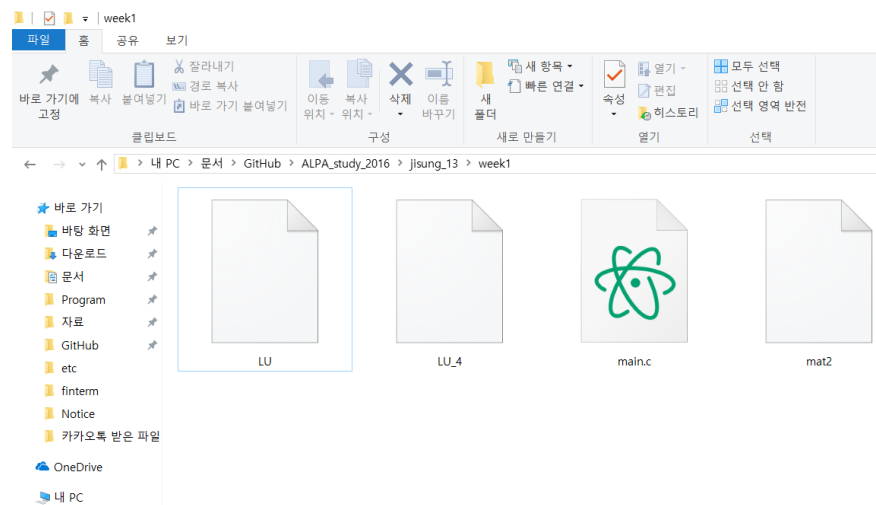 week1
파일 홈 공유 보기
바로 가기에 고정
복사
붙여넣기
잘라내기
경로 복사
바로 가기 붙여넣기
클립보드
이동 위치
복사 위치
삭제
이름 바꾸기
구성
새 폴더
새 항목
빠른 연결
새로 만들기
속성
열기
편집
히스토리
열기
모두 선택
선택 안 함
선택 영역 반전
선택
내 PC > 문서 > GitHub > ALPA_study_2016 > jisung_13 > week1
바로 가기
바탕 화면
다운로드
문서
Program
자료
GitHub
etc
finterm
Notice
카카오톡 받은 파일
OneDrive
내 PC
LU
LU_4
main.c
mat2